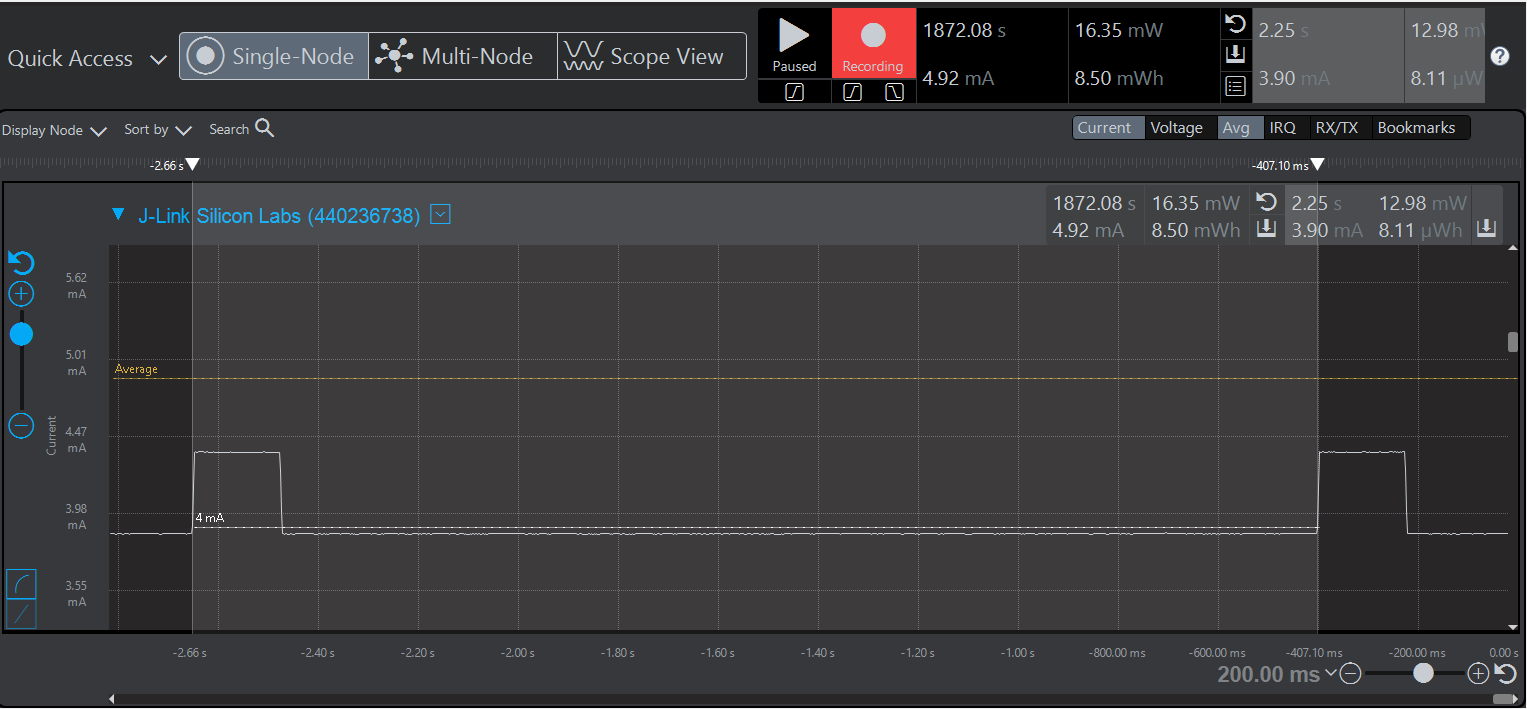 Quick Access Single-Node Multi-Node Scope View
Paused Recording
1872.08 s 16.35 mW 2.25 s 12.98 mW
4.92 mA 8.50 mWh 3.90 mA 8.11 µW
Display Node Sort by Search
Current Voltage Avg IRQ RX/TX Bookmarks
-2.66 s -407.10 ms
J-Link Silicon Labs (440236738)
1872.08 s 16.35 mW 2.25 s 12.98 mW
4.92 mA 8.50 mWh 3.90 mA 8.11 µWh
5.62
mA
5.01
mA
Average
Current
4.47
mA
3.98
mA
4 mA
3.55
mA
-2.66 s -2.40 s -2.20 s -2.00 s -1.80 s -1.60 s -1.40 s -1.20 s -1.00 s -800.00 ms -600.00 ms -407.10 ms -200.00 ms 0.00 s
200.00 ms